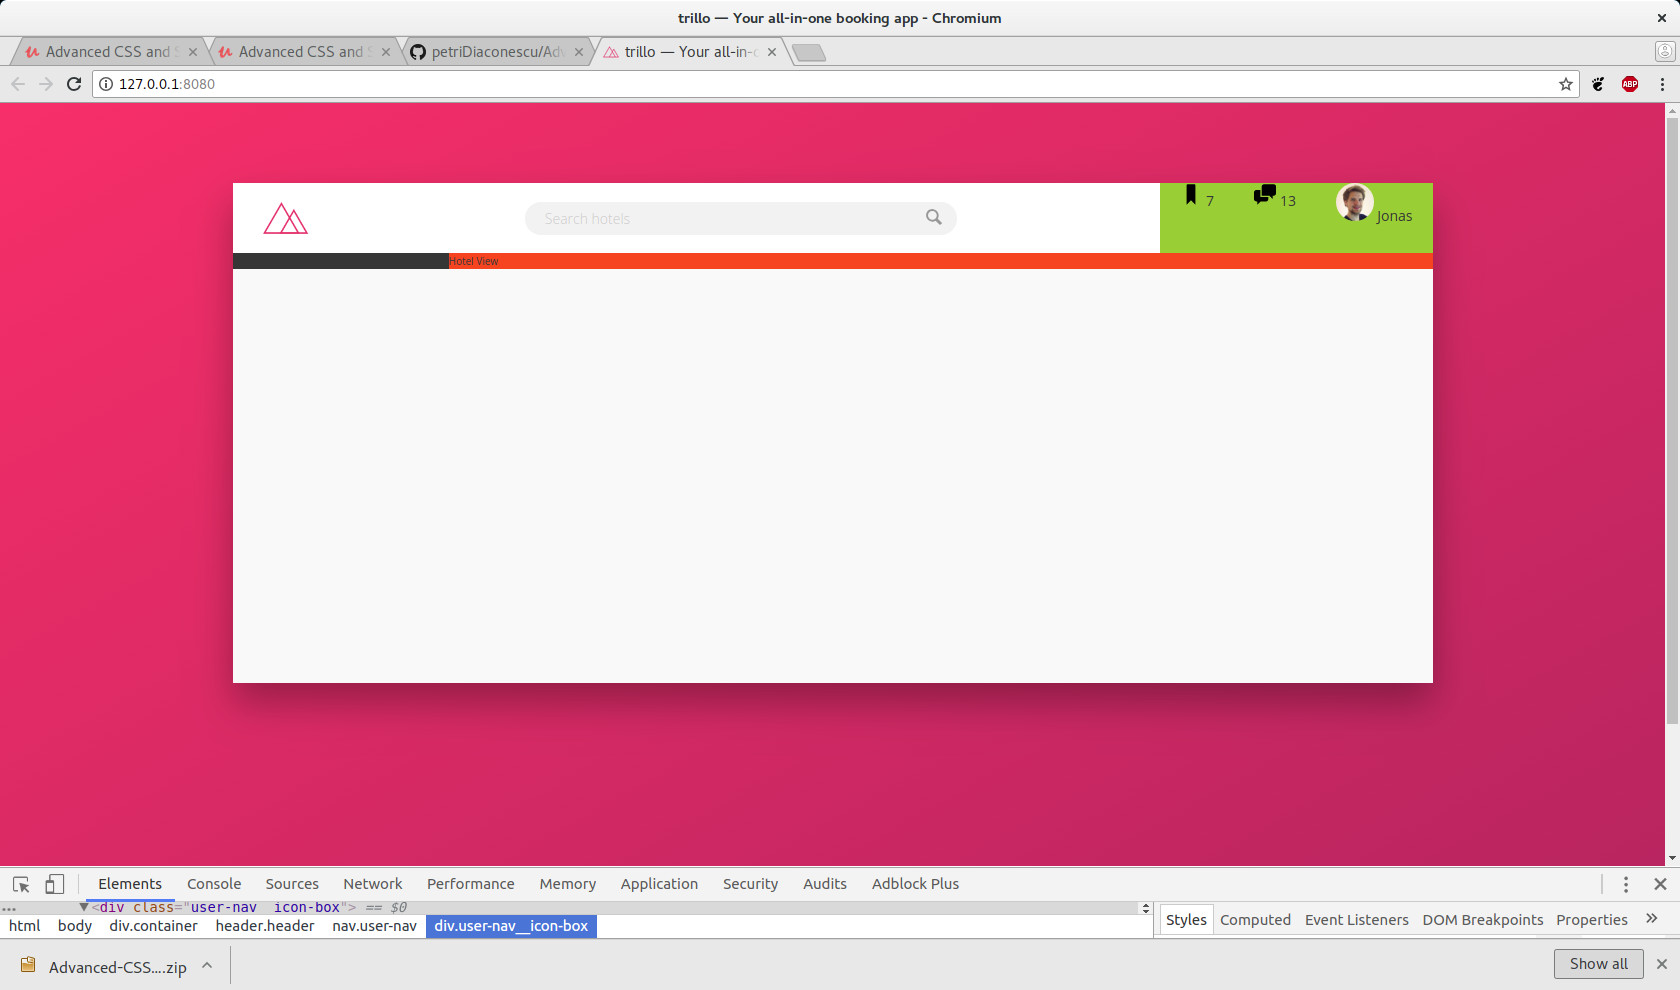 trillo — Your all-in-one booking app - Chromium
Advanced CSS and S
Advanced CSS and S
petriDiaconescu/Adv
trillo — Your all-in-o
127.0.0.1:8080
ABP
Search hotels
7
13
Jonas
Hotel View
Elements Console Sources Network Performance Memory Application Security Audits Adblock Plus
... ▼<div class="user-nav__icon-box"> == $0
html body div.container header.header nav.user-nav div.user-nav__icon-box
Styles Computed Event Listeners DOM Breakpoints Properties »
Advanced-CSS....zip
Show all